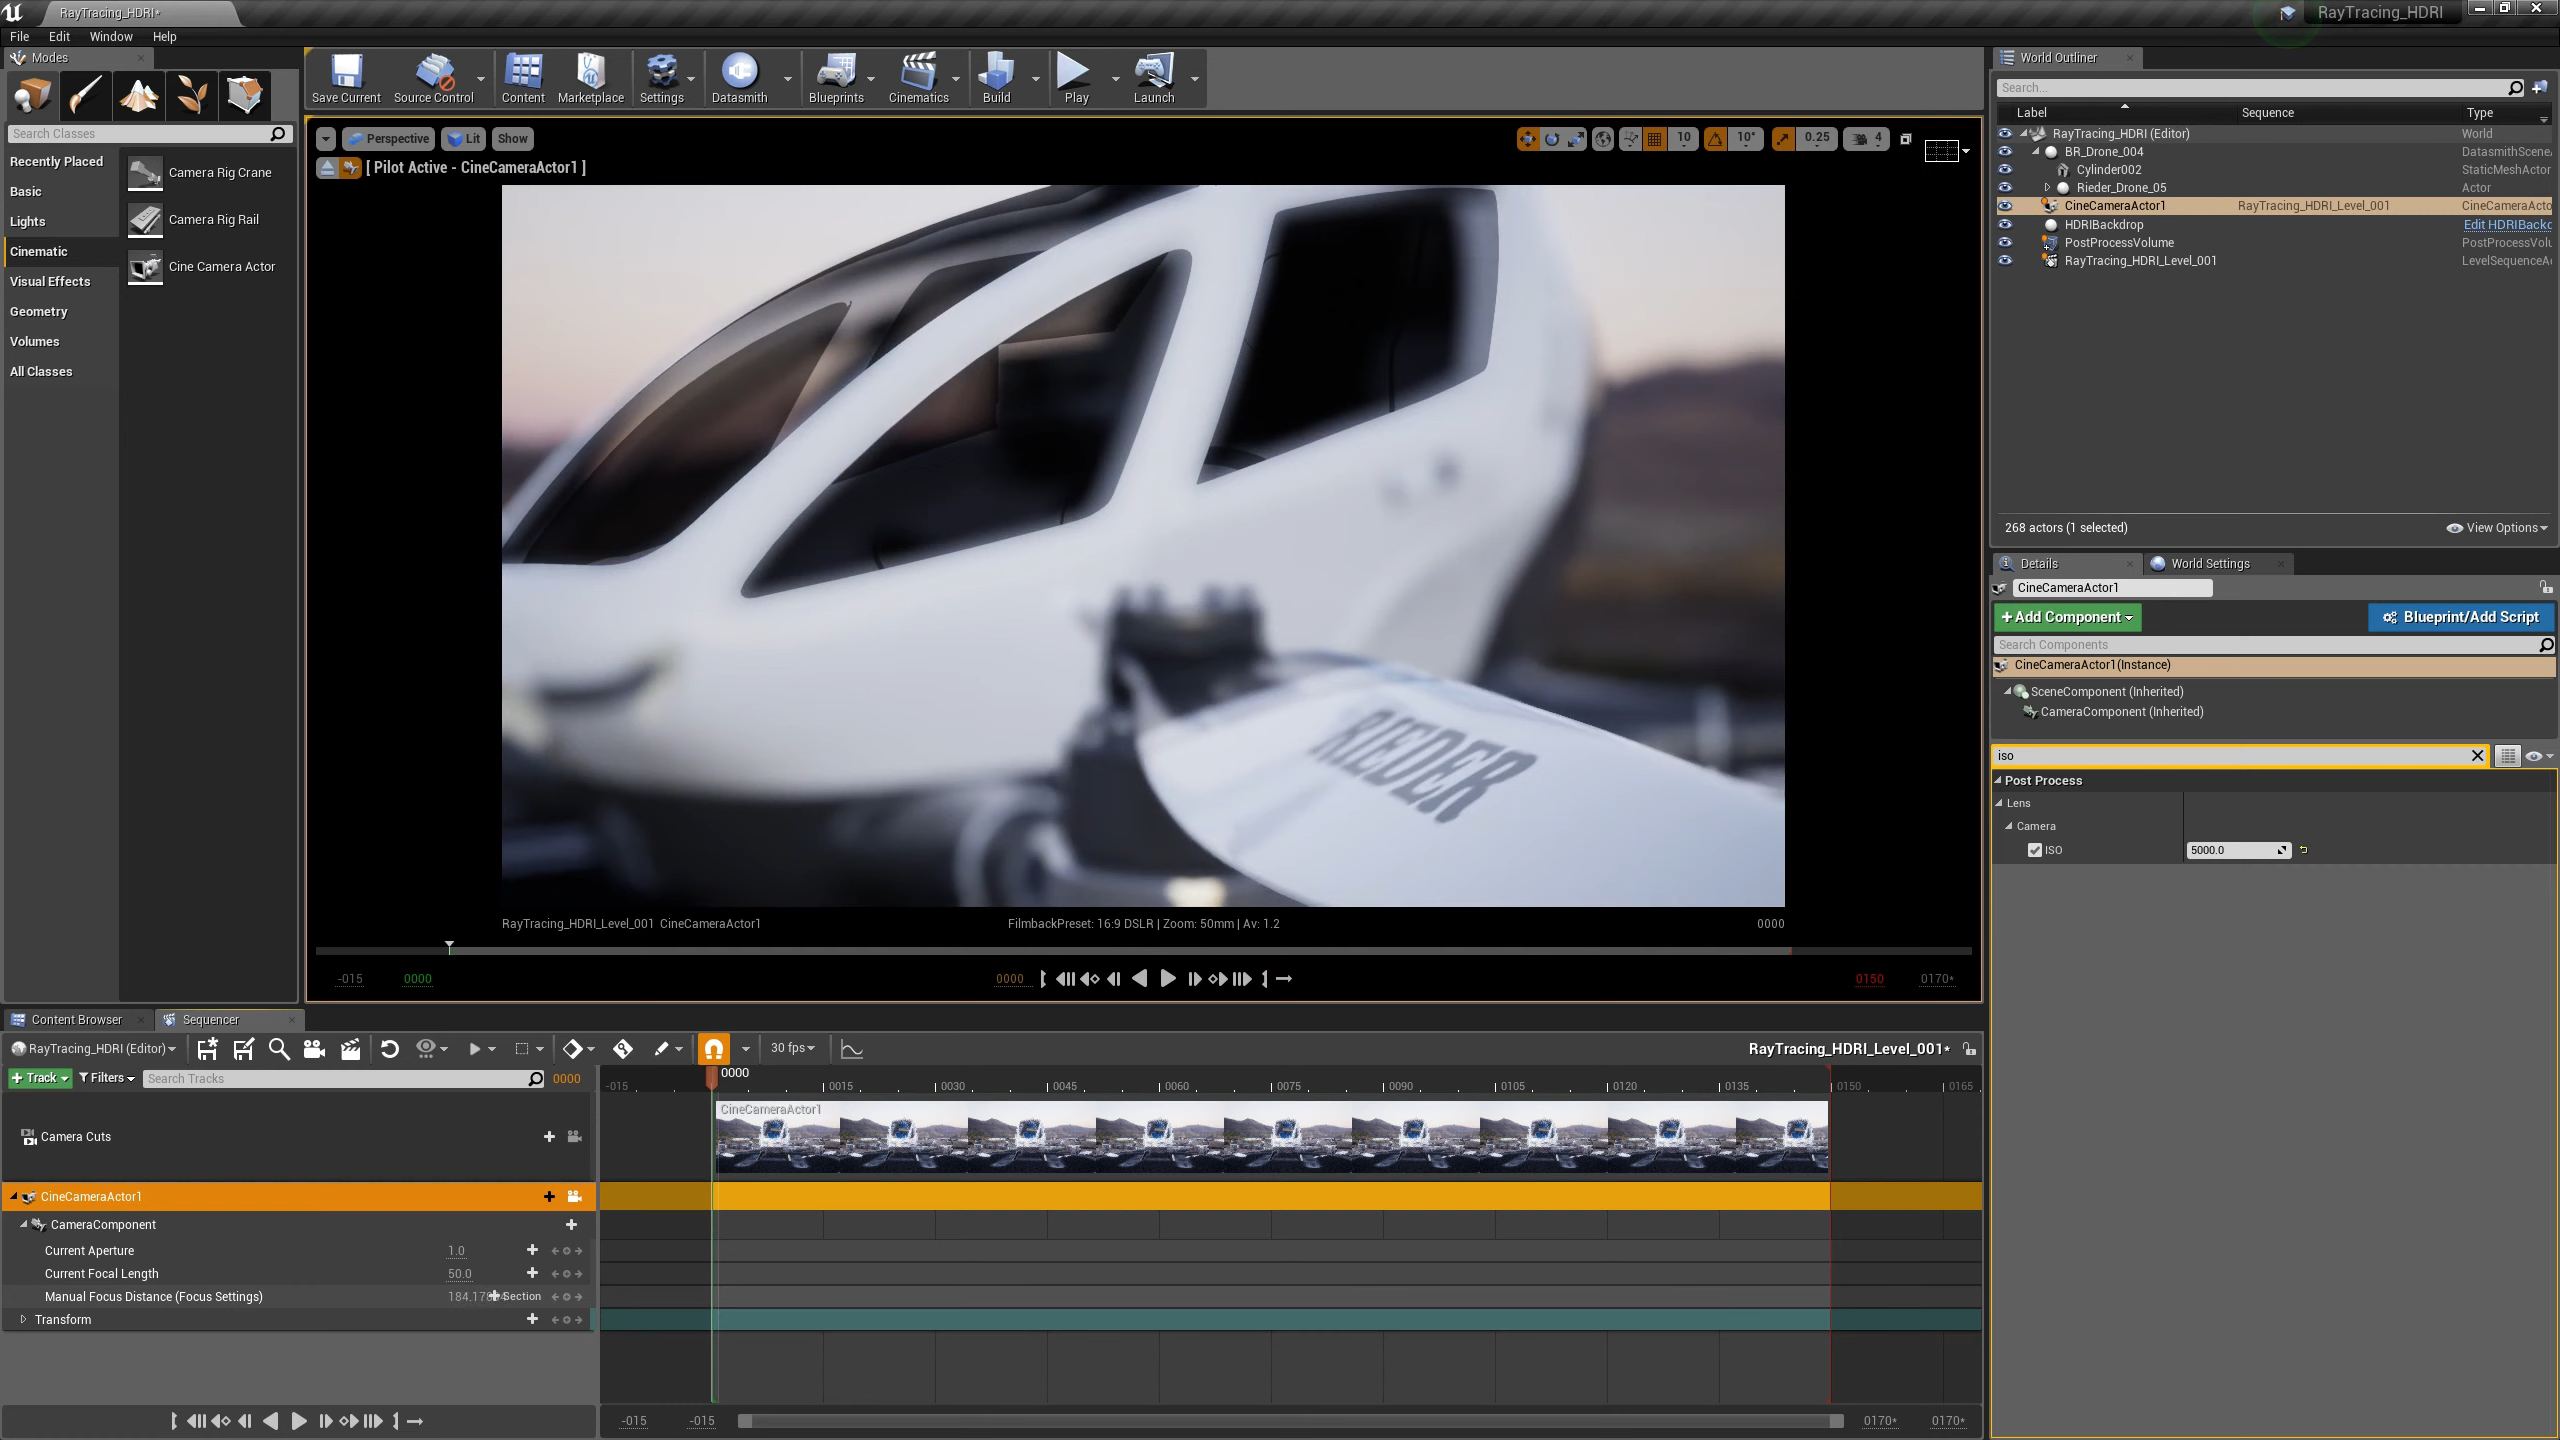 RayTracing_HDRI*
RayTracing_HDRI
File Edit Window Help
Modes
Search Classes
Recently Placed
Basic
Lights
Cinematic
Visual Effects
Geometry
Volumes
All Classes
Camera Rig Crane
Camera Rig Rail
Cine Camera Actor
Save Current Source Control Content Marketplace Settings Datasmith Blueprints Cinematics Build Play Launch
Perspective Lit Show 10 10° 0.25 4
[ Pilot Active - CineCameraActor1 ]
RIEDER
RayTracing_HDRI_Level_001 CineCameraActor1 FilmbackPreset: 16:9 DSLR | Zoom: 50mm | Av: 1.2 0000
-015 0000 0000 0150 0170*
World Outliner
Search...
Label Sequence Type
RayTracing_HDRI (Editor) World
BR_Drone_004 DatasmithScene
Cylinder002 StaticMeshActor
Rieder_Drone_05 Actor
CineCameraActor1 RayTracing_HDRI_Level_001 CineCameraActo
HDRIBackdrop Edit HDRIBackd
PostProcessVolume PostProcessVolu
RayTracing_HDRI_Level_001 LevelSequenceA
268 actors (1 selected) View Options
Details World Settings
CineCameraActor1
+Add Component Blueprint/Add Script
Search Components
CineCameraActor1(Instance)
SceneComponent (Inherited)
CameraComponent (Inherited)
iso
Post Process
Lens
Camera
ISO 5000.0
Content Browser Sequencer
RayTracing_HDRI (Editor) 30 fps RayTracing_HDRI_Level_001*
+ Track Filters Search Tracks 0000
-015 0000 0015 0030 0045 0060 0075 0090 0105 0120 0135 0150 0165
CineCameraActor1
Camera Cuts
CineCameraActor1
CameraComponent
Current Aperture 1.0
Current Focal Length 50.0
Manual Focus Distance (Focus Settings) 184.17 Section
Transform
-015 -015 0170* 0170*